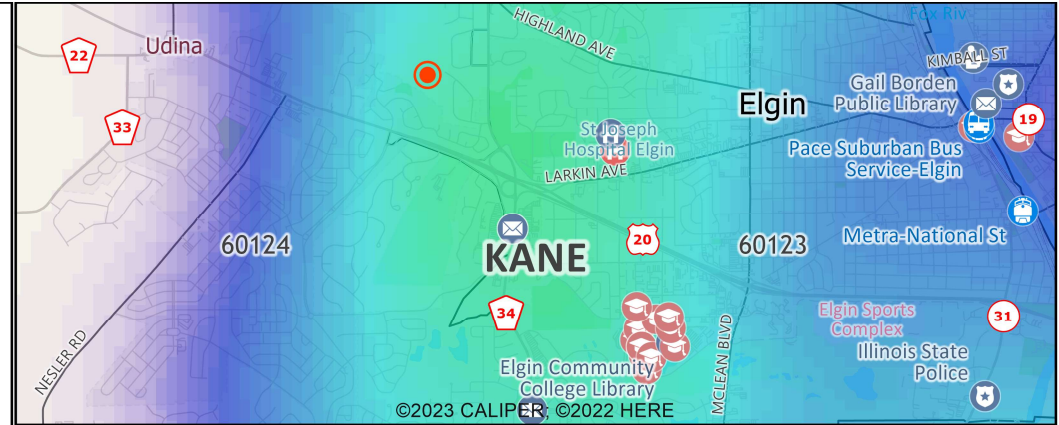 Fox Riv.
HIGHLAND AVE
22
Udina
KIMBALL ST
Gail Borden
Public Library
Elgin
33
19
St Joseph
Hospital Elgin
H
Pace Suburban Bus
Service-Elgin
LARKIN AVE
60124
20
60123
Metra-National St
KANE
34
Elgin Sports
Complex
31
Illinois State
Police
NESLER RD
MCLEAN BLVD
Elgin Community
College Library
©2023 CALIPER; ©2022 HERE